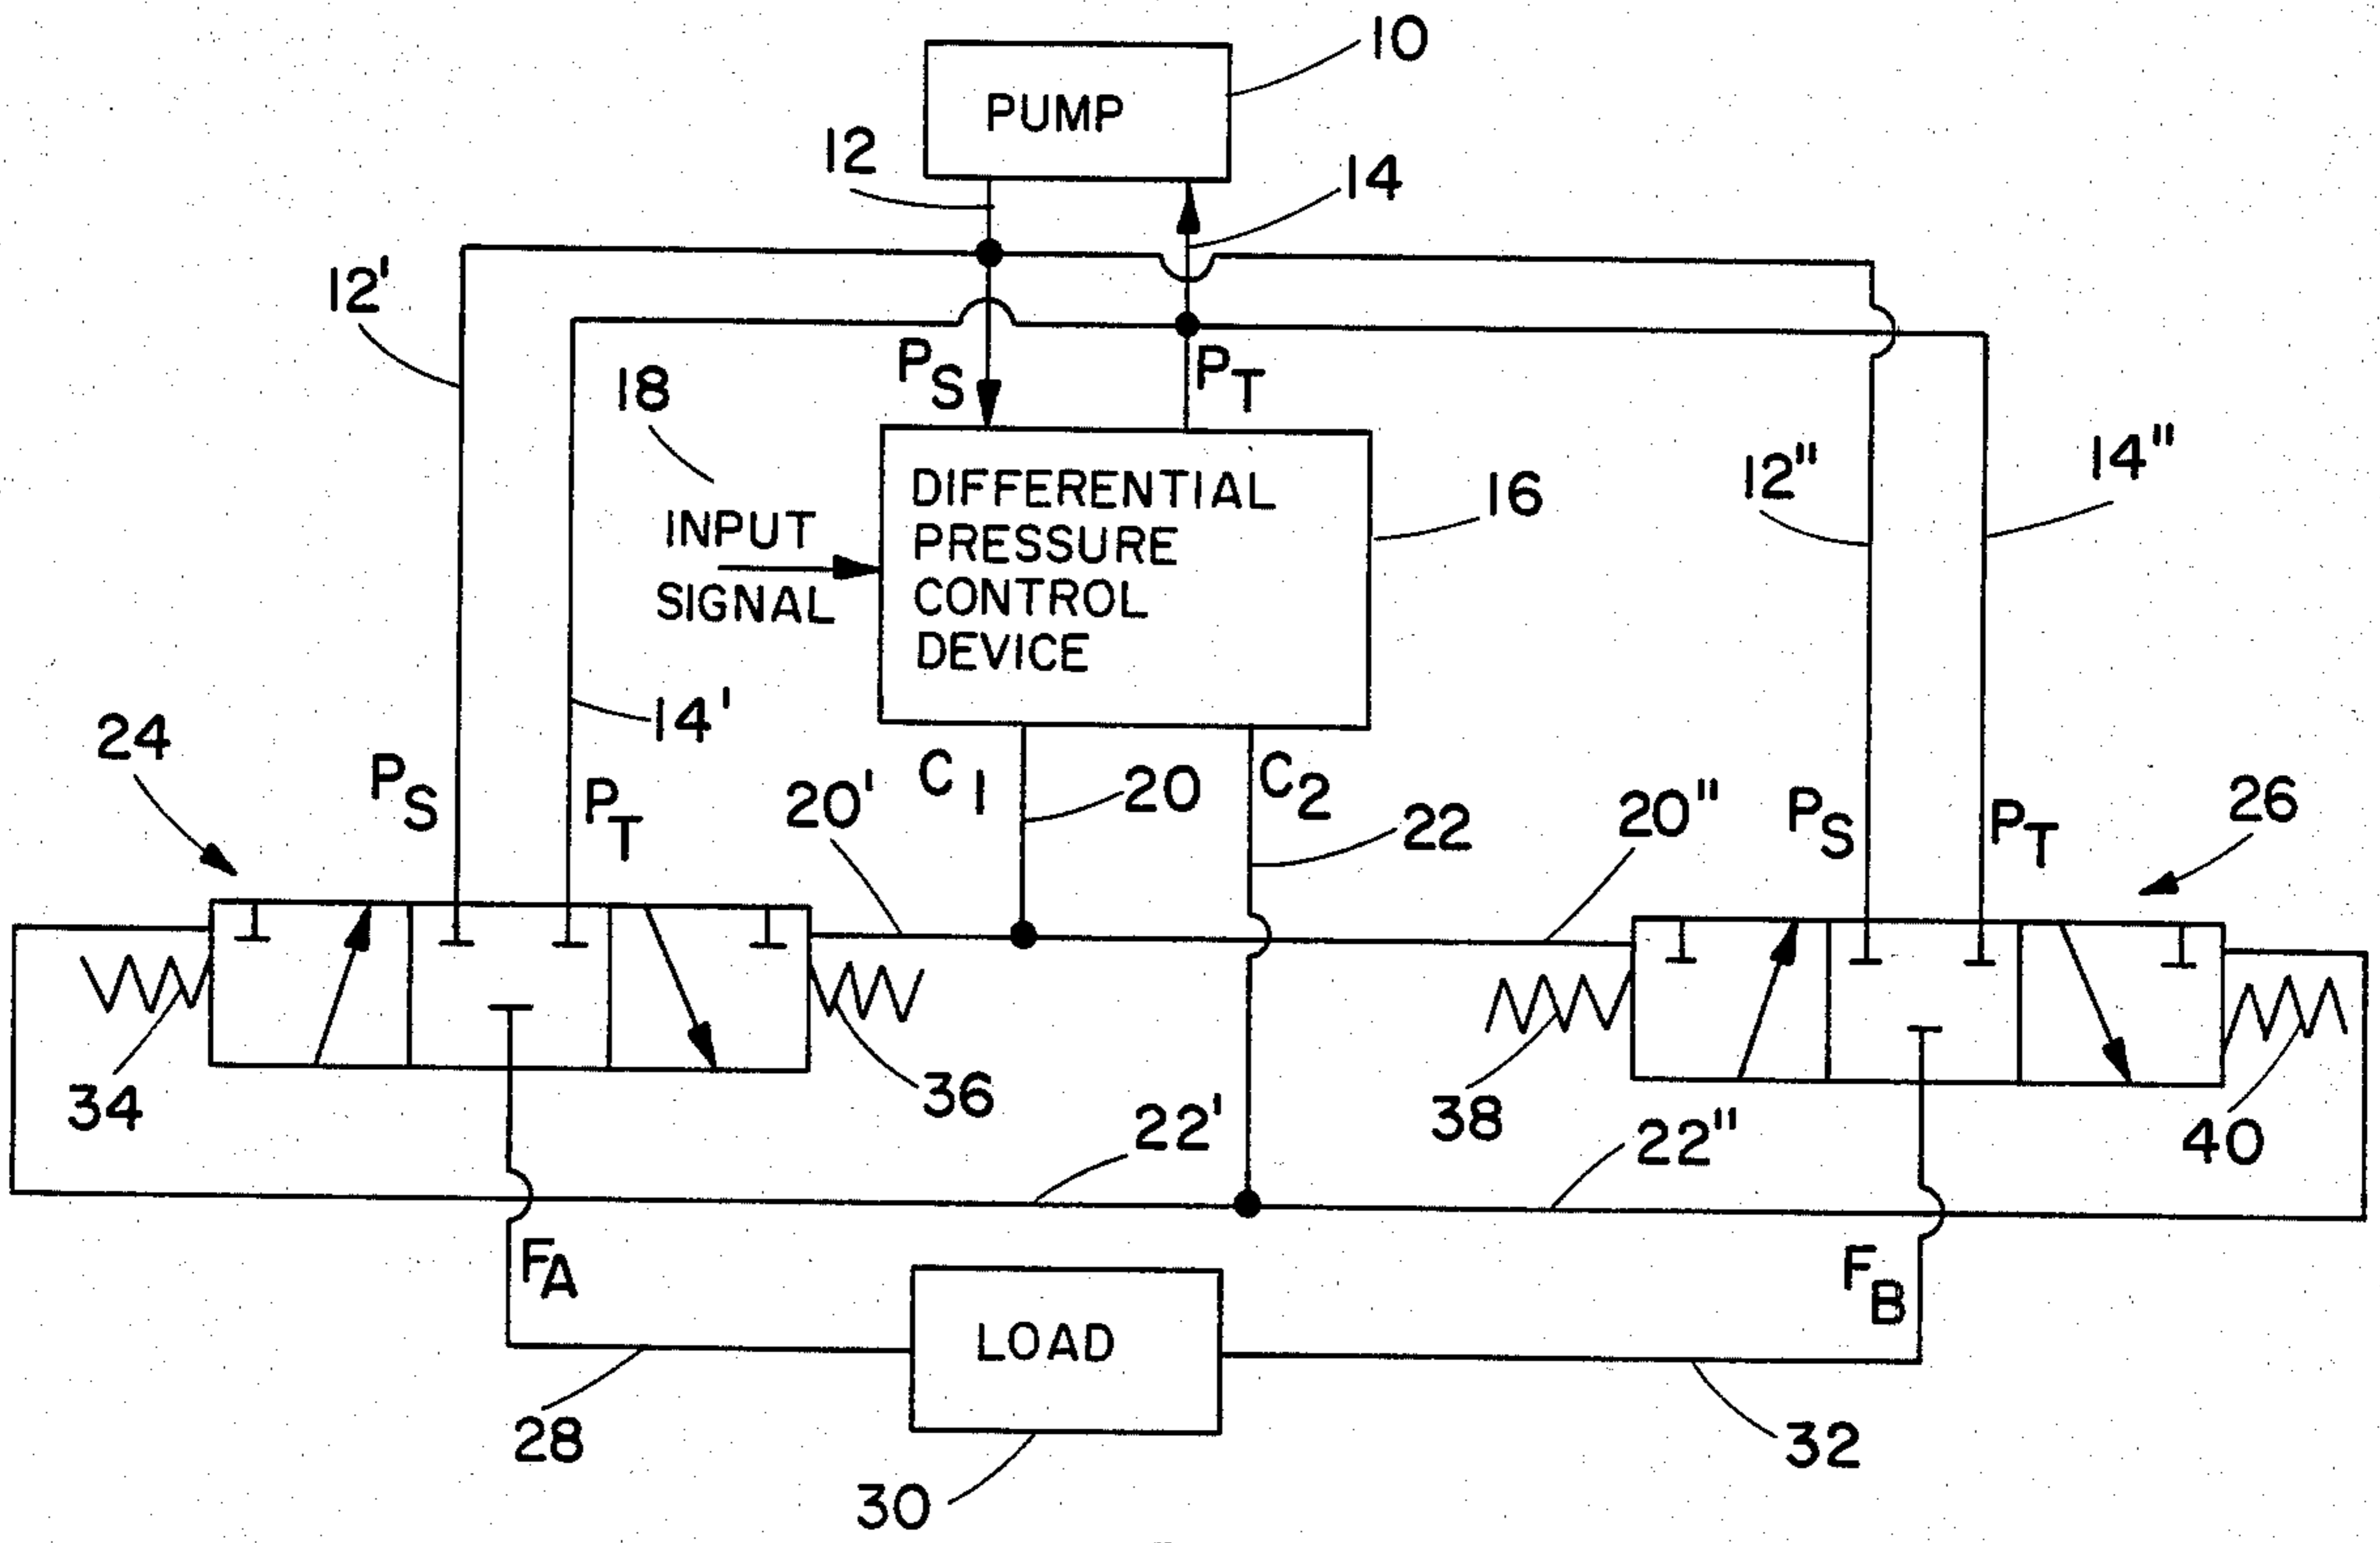 10
PUMP
12
14
12'
PS
PT
18
DIFFERENTIAL
PRESSURE
CONTROL
DEVICE
INPUT
SIGNAL
16
12"
14"
14'
24
PS
PT
20'
C1
20
C2
22
20"
PS
PT
26
34
36
22'
38
22"
40
FA
FB
LOAD
28
30
32